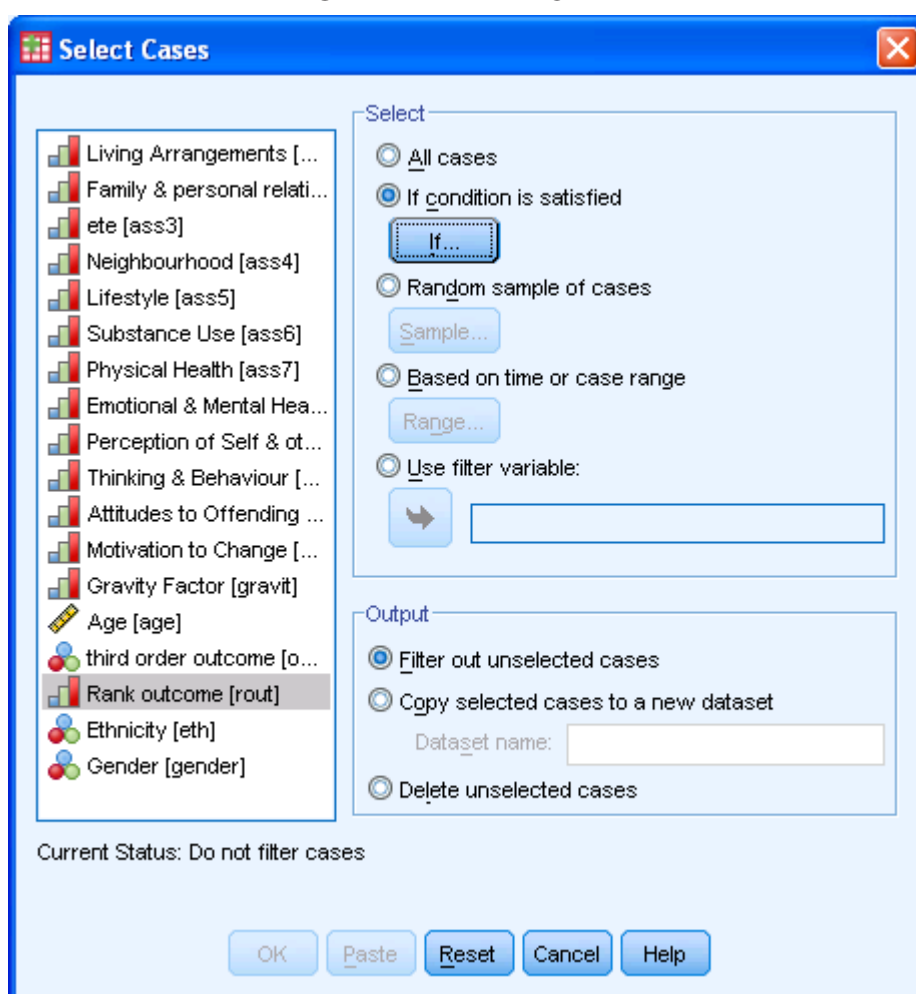 Select Cases
Living Arrangements [...
Family & personal relati...
ete [ass3]
Neighbourhood [ass4]
Lifestyle [ass5]
Substance Use [ass6]
Physical Health [ass7]
Emotional & Mental Hea...
Perception of Self & ot...
Thinking & Behaviour [...
Attitudes to Offending ...
Motivation to Change [...
Gravity Factor [gravit]
Age [age]
third order outcome [o...
Rank outcome [rout]
Ethnicity [eth]
Gender [gender]
Select
All cases
If condition is satisfied
If...
Random sample of cases
Sample...
Based on time or case range
Range...
Use filter variable:
Output
Filter out unselected cases
Copy selected cases to a new dataset
Dataset name:
Delete unselected cases
Current Status: Do not filter cases
OK Paste Reset Cancel Help